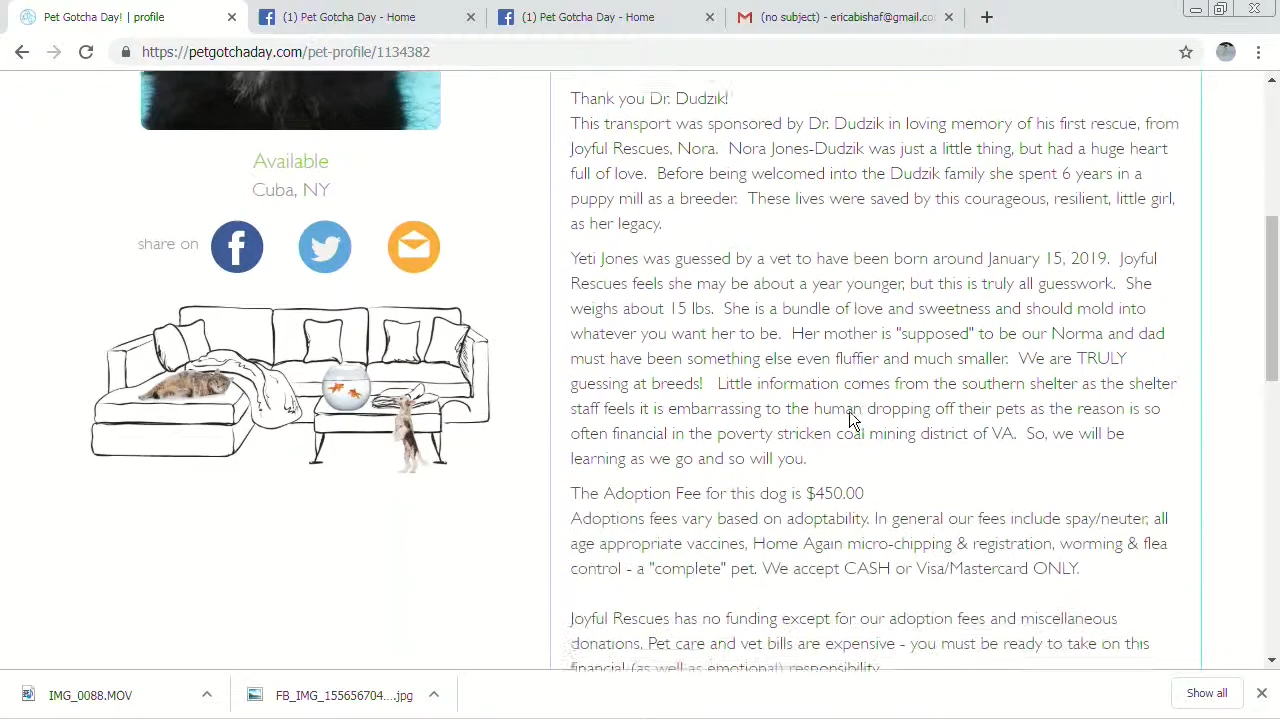 Pet Gotcha Day! | profile
(1) Pet Gotcha Day - Home
(1) Pet Gotcha Day - Home
(no subject) - ericabishaf@gmail.co
https://petgotchaday.com/pet-profile/1134382
Available
Cuba, NY
share on
Thank you Dr. Dudzik!
This transport was sponsored by Dr. Dudzik in loving memory of his first rescue, from
Joyful Rescues, Nora.  Nora Jones-Dudzik was just a little thing, but had a huge heart
full of love.  Before being welcomed into the Dudzik family she spent 6 years in a
puppy mill as a breeder.  These lives were saved by this courageous, resilient, little girl,
as her legacy.
Yeti Jones was guessed by a vet to have been born around January 15, 2019.  Joyful
Rescues feels she may be about a year younger, but this is truly all guesswork.  She
weighs about 15 lbs.  She is a bundle of love and sweetness and should mold into
whatever you want her to be.  Her mother is "supposed" to be our Norma and dad
must have been something else even fluffier and much smaller.  We are TRULY
guessing at breeds!   Little information comes from the southern shelter as the shelter
staff feels it is embarrassing to the human dropping off their pets as the reason is so
often financial in the poverty stricken coal mining district of VA.  So, we will be
learning as we go and so will you.
The Adoption Fee for this dog is $450.00
Adoptions fees vary based on adoptability. In general our fees include spay/neuter, all
age appropriate vaccines, Home Again micro-chipping & registration, worming & flea
control - a "complete" pet. We accept CASH or Visa/Mastercard ONLY.
Joyful Rescues has no funding except for our adoption fees and miscellaneous
donations. Pet care and vet bills are expensive - you must be ready to take on this
financial (as well as emotional) responsibility.
IMG_0088.MOV
FB_IMG_155656704....jpg
Show all